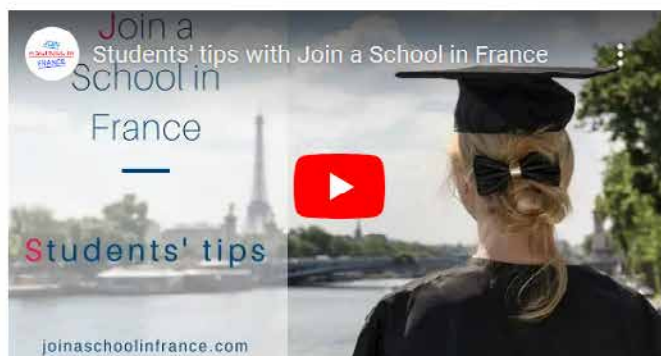 Students' tips with Join a School in France
Join a
School in
France
Students' tips
joinaschoolinfrance.com